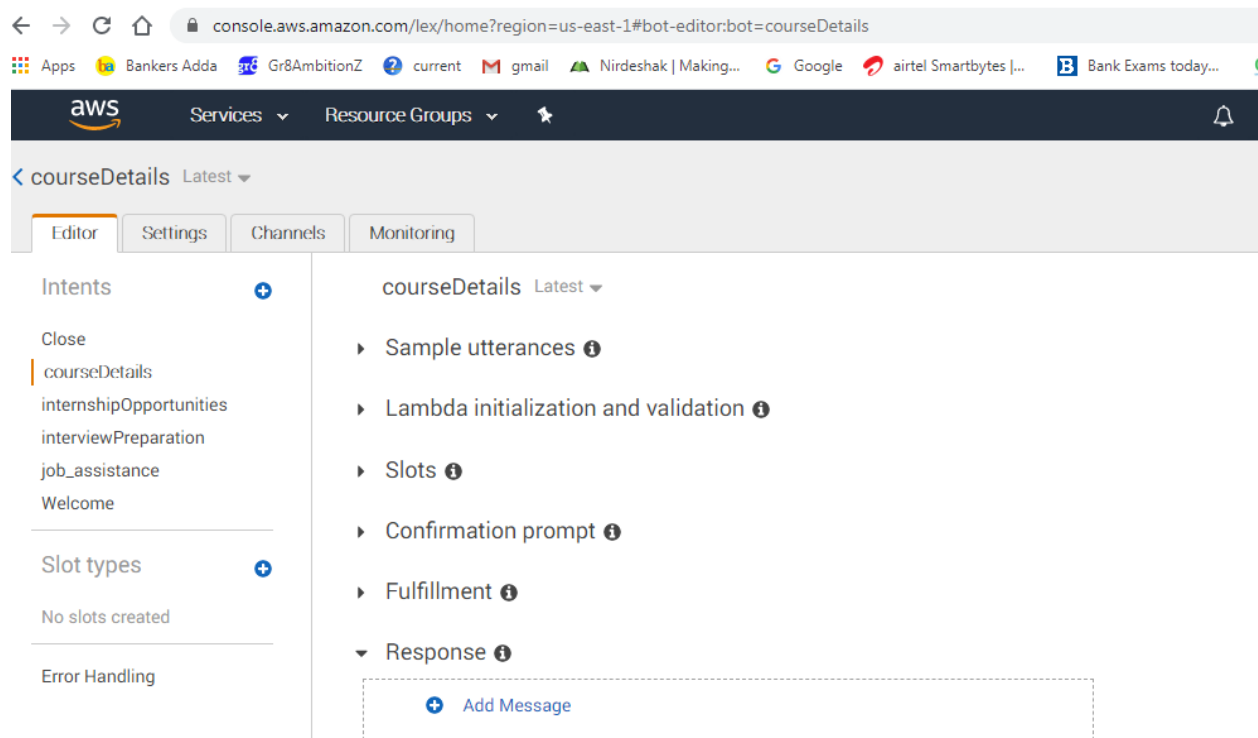 console.aws.amazon.com/lex/home?region=us-east-1#bot-editor:bot=courseDetails
Apps ba Bankers Adda gr8 Gr8AmbitionZ ? current M gmail Nirdeshak | Making... G Google airtel Smartbytes |... B Bank Exams today...
aws Services Resource Groups
courseDetails Latest
Editor Settings Channels Monitoring
Intents
Close
courseDetails
internshipOpportunities
interviewPreparation
job_assistance
Welcome
Slot types
No slots created
Error Handling
courseDetails Latest
Sample utterances
Lambda initialization and validation
Slots
Confirmation prompt
Fulfillment
Response
Add Message